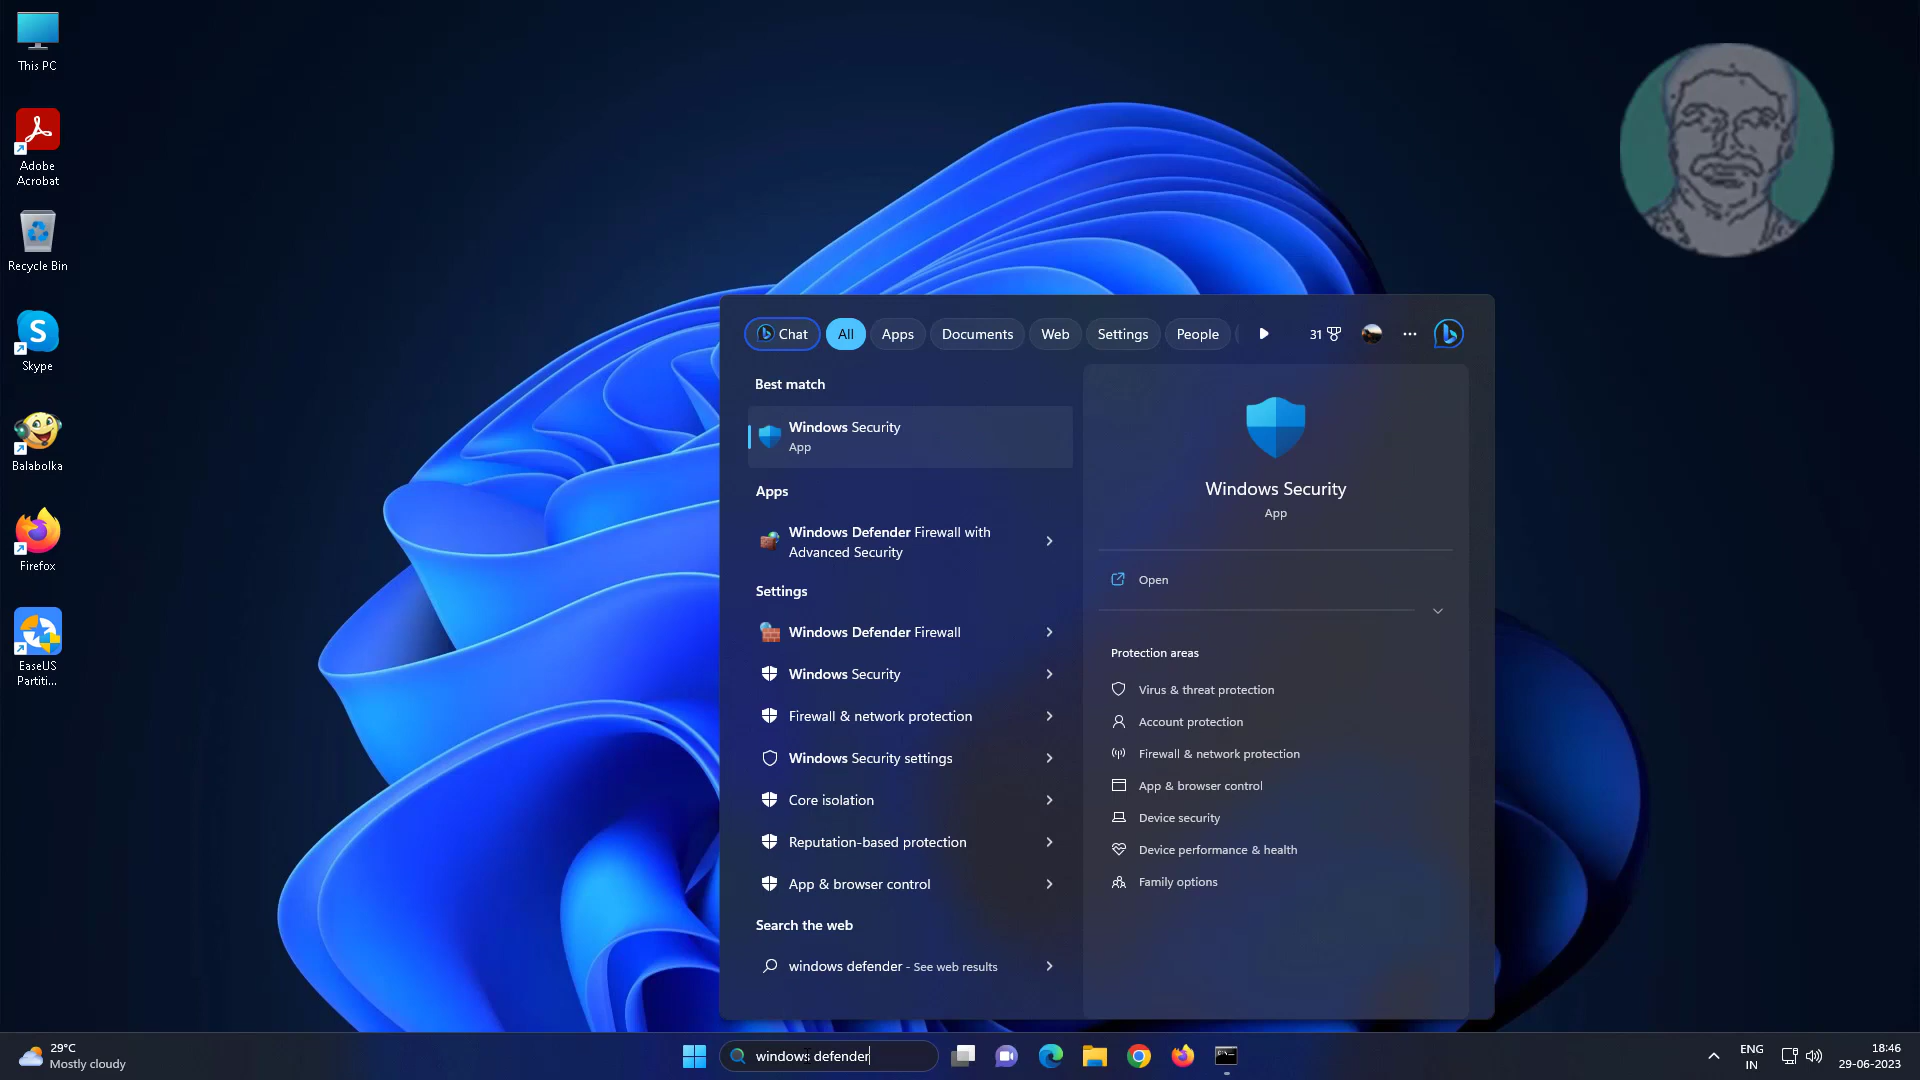 This PC
Adobe
Acrobat
Recycle Bin
Skype
Balabolka
Firefox
EaseUS
Partiti...
Chat
All
Apps
Documents
Web
Settings
People
31
Best match
Windows Security
App
Apps
Windows Defender Firewall with
Advanced Security
Settings
Windows Defender Firewall
Windows Security
Firewall & network protection
Windows Security settings
Core isolation
Reputation-based protection
App & browser control
Search the web
windows defender - See web results
Windows Security
App
Open
Protection areas
Virus & threat protection
Account protection
Firewall & network protection
App & browser control
Device security
Device performance & health
Family options
29°C
Mostly cloudy
windows defender
ENG
IN
18:46
29-06-2023